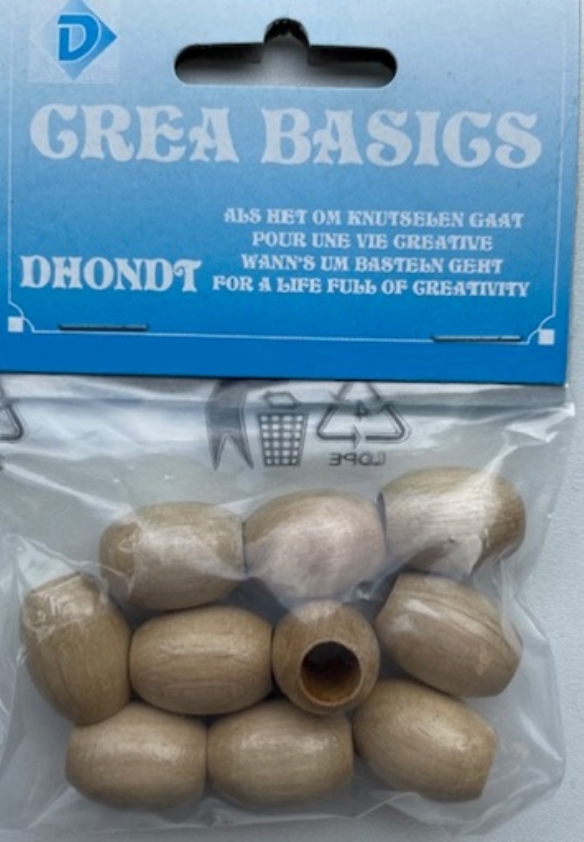 D
CREA BASICS
ALS HET OM KNUTSELEN GAAT
POUR UNE VIE CREATIVE
WANN'S UM BASTELN GEHT
DHONDT FOR A LIFE FULL OF CREATIVITY
4
LDPE